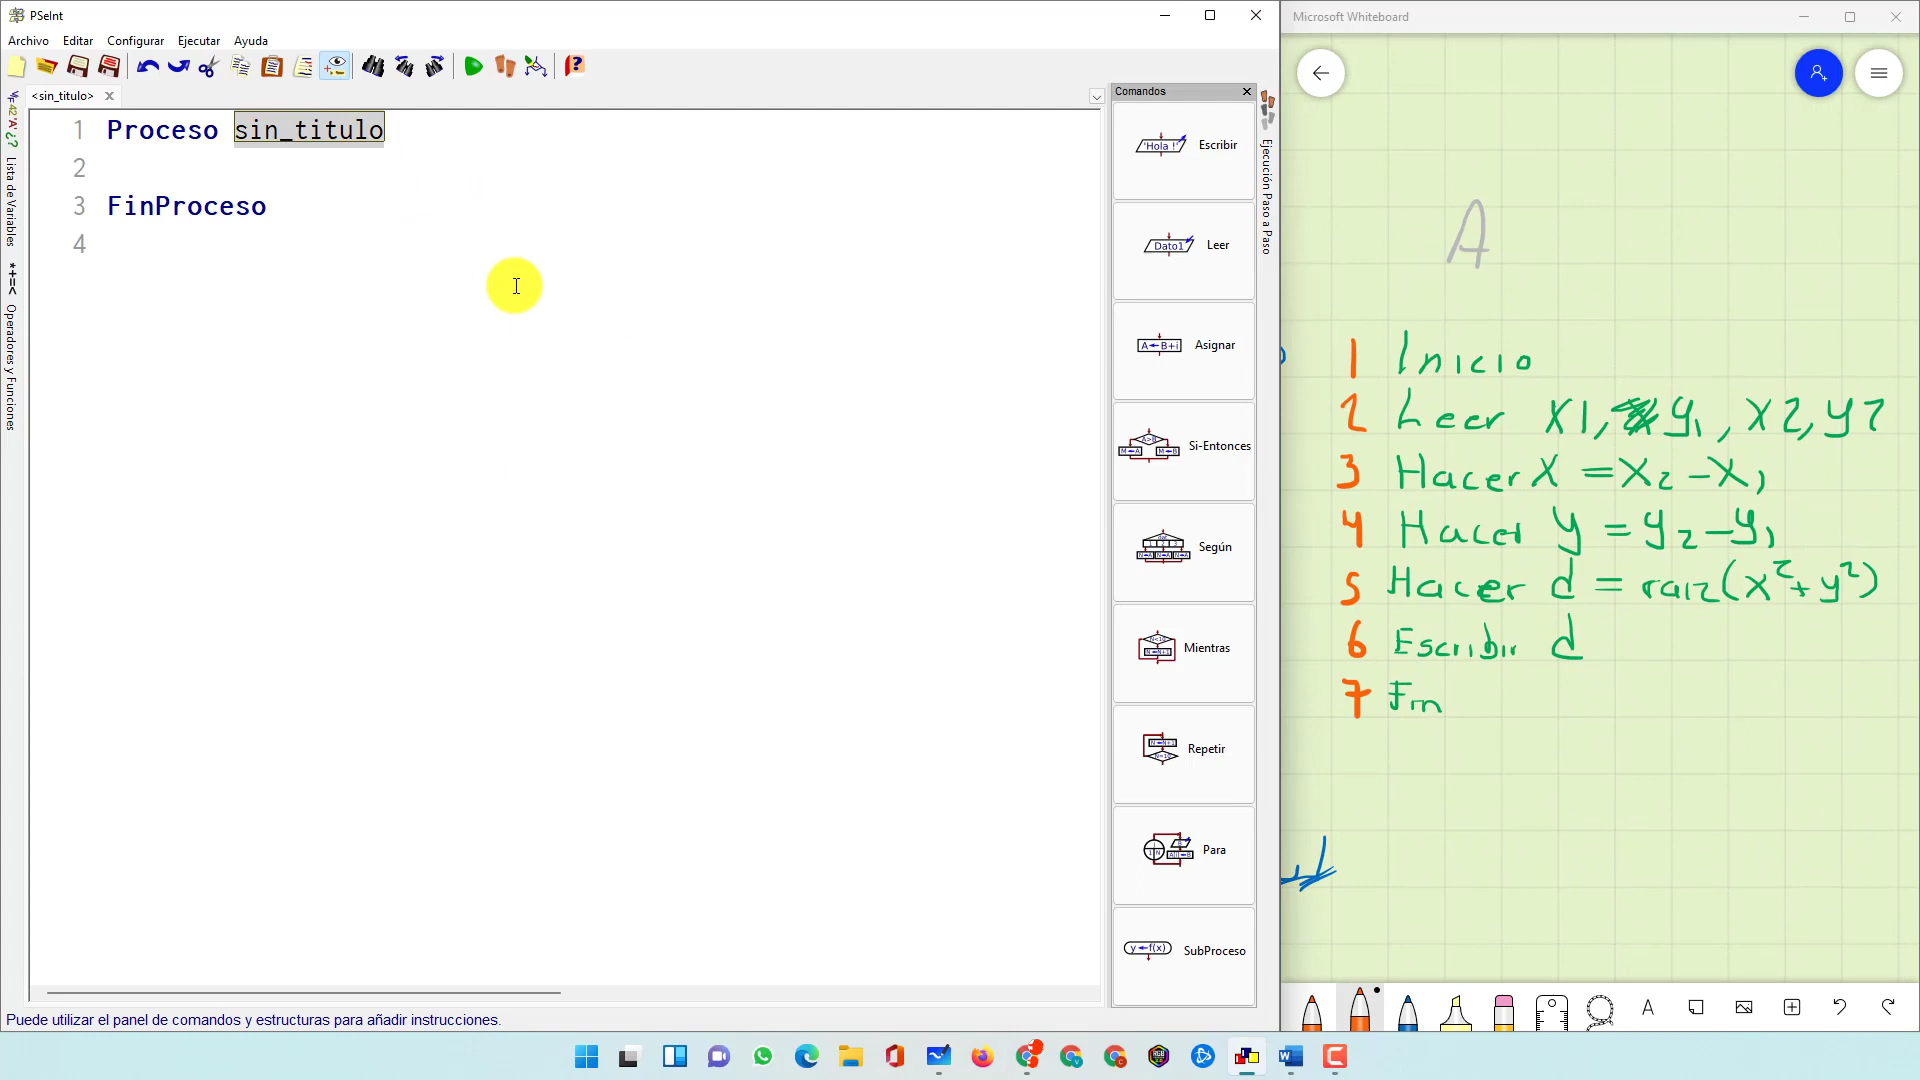 PSeInt
Archivo Editar Configurar Ejecutar Ayuda
<sin_titulo>
1 Proceso sin_titulo
2
3 FinProceso
4
Lista de Variables
*+=< Operadores y Funciones
Comandos
'Hola !' Escribir
Dato1 Leer
A←B+i Asignar
Si-Entonces
Según
Mientras
Repetir
Para
y←f(x) SubProceso
Ejecución Paso a Paso
Puede utilizar el panel de comandos y estructuras para añadir instrucciones.
Microsoft Whiteboard
A
1 Inicio
2 Leer X1, y1, X2, y2
3 Hacer X = X2 - X1
4 Hacer y = y2 - y1
5 Hacer d = raiz(x²+y²)
6 Escribir d
7 Fin